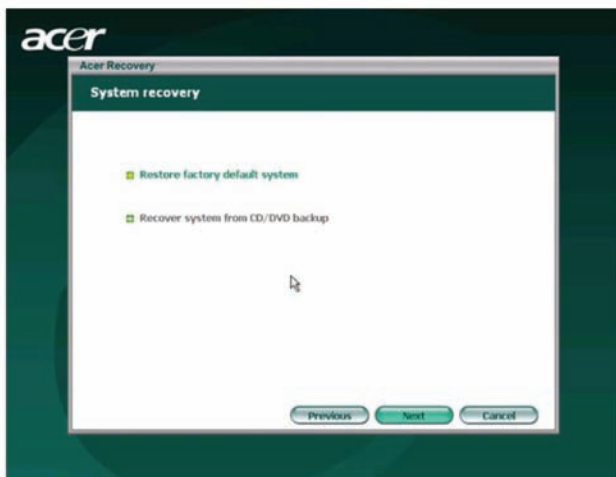 acer
Acer Recovery
System recovery
Restore factory default system
Recover system from CD/DVD backup
Previous Next Cancel